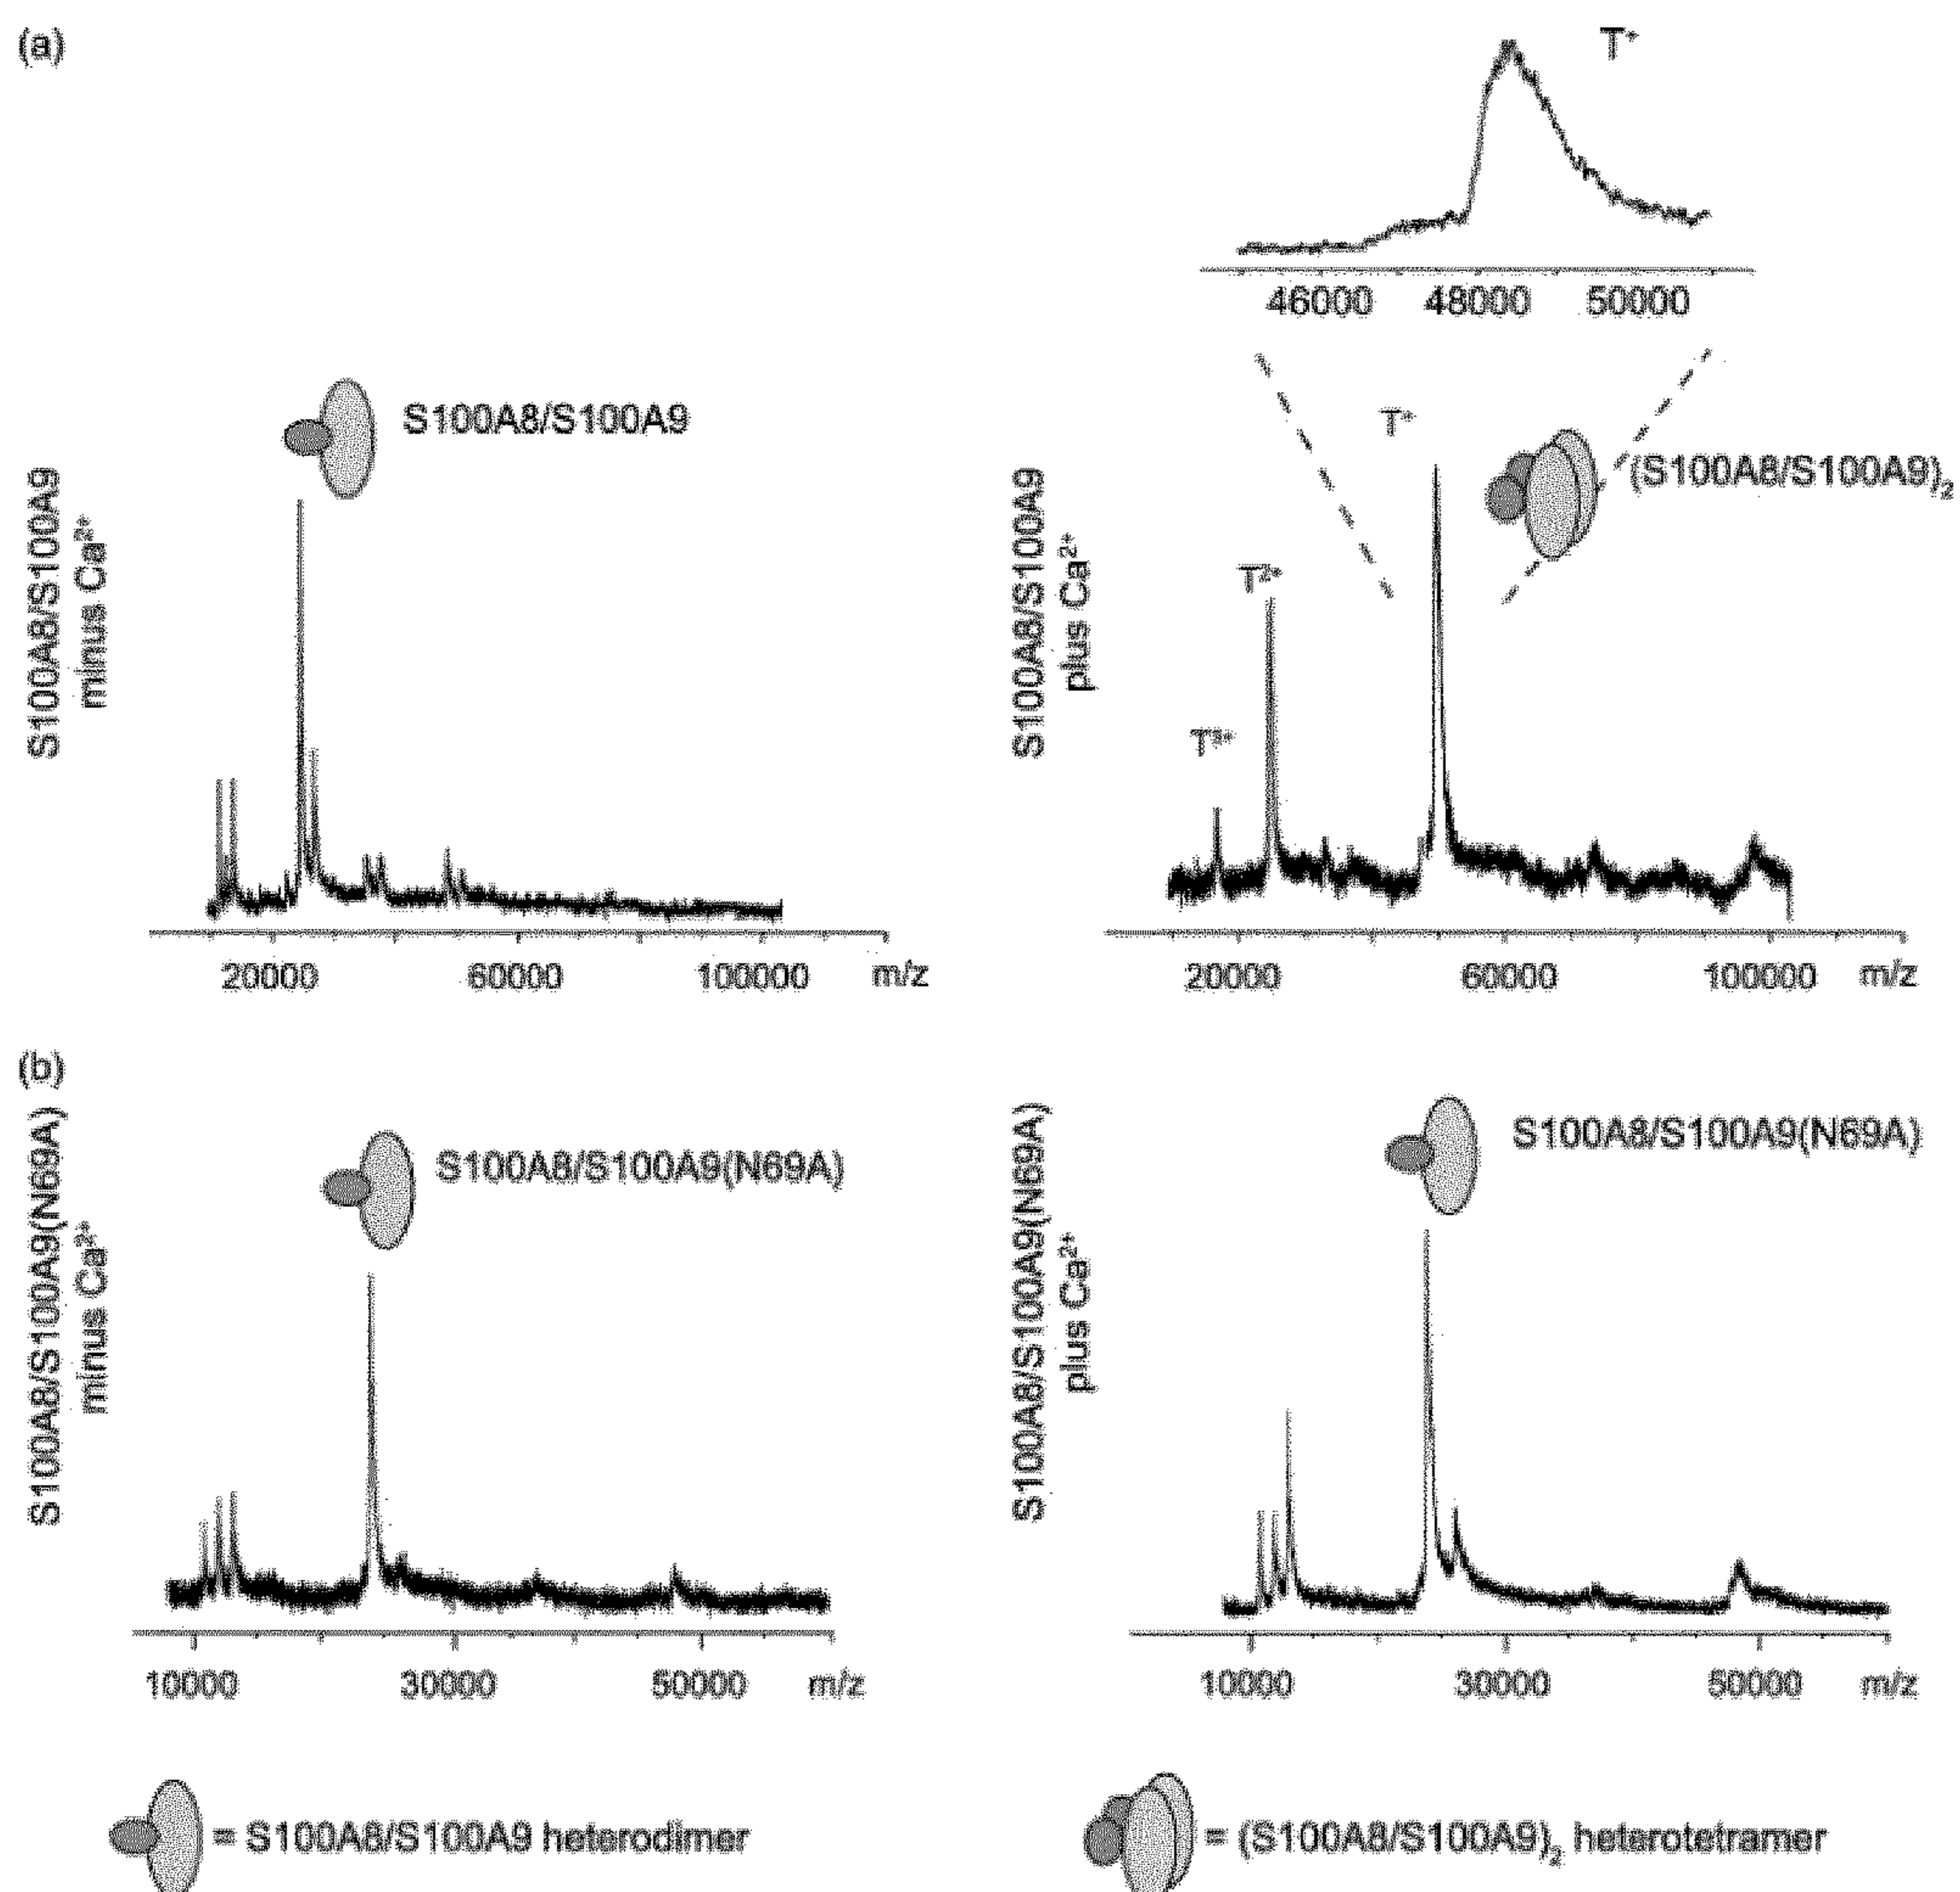 (a)
T⁺
46000 48000 50000
S100A8/S100A9
minus Ca²⁺
S100A8/S100A9
20000 60000 100000 m/z
S100A8/S100A9
plus Ca²⁺
T³⁺
T²⁺
T⁺
(S100A8/S100A9)₂
20000 60000 100000 m/z
(b)
S100A8/S100A9(N69A)
minus Ca²⁺
S100A8/S100A9(N69A)
10000 30000 50000 m/z
S100A8/S100A9(N69A)
plus Ca²⁺
S100A8/S100A9(N69A)
10000 30000 50000 m/z
= S100A8/S100A9 heterodimer
= (S100A8/S100A9)₂ heterotetramer